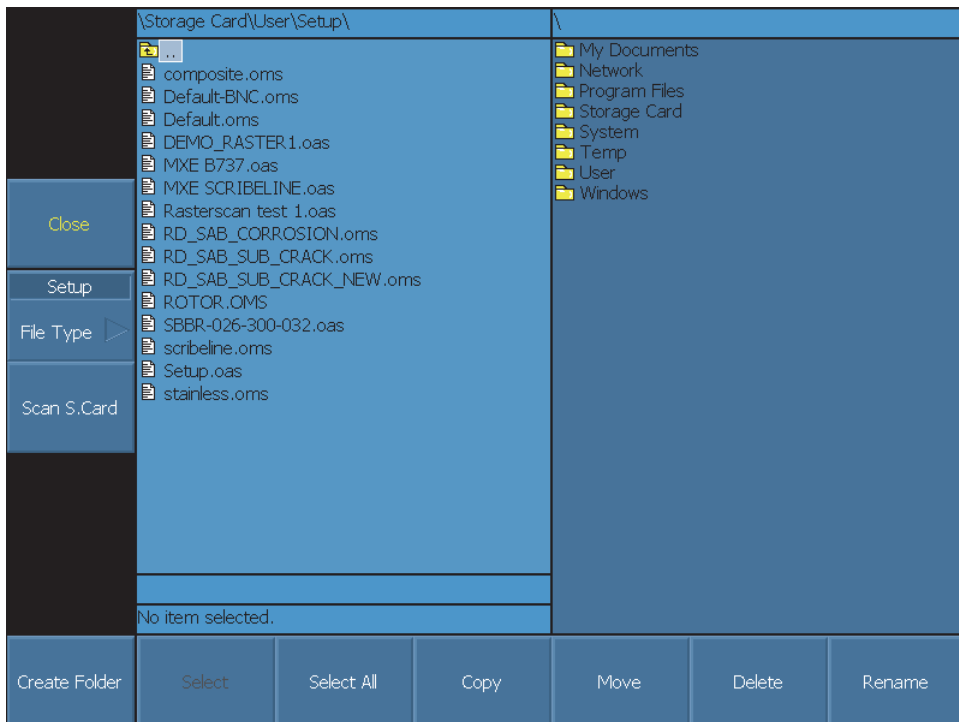 \Storage Card\User\Setup\
..
composite.oms
Default-BNC.oms
Default.oms
DEMO_RASTER1.oas
MXE B737.oas
MXE SCRIBELINE.oas
Rasterscan test 1.oas
RD_SAB_CORROSION.oms
RD_SAB_SUB_CRACK.oms
RD_SAB_SUB_CRACK_NEW.oms
ROTOR.OMS
SBBR-026-300-032.oas
scribeline.oms
Setup.oas
stainless.oms
No item selected.
\
My Documents
Network
Program Files
Storage Card
System
Temp
User
Windows
Close
Setup
File Type
Scan S.Card
Create Folder
Select
Select All
Copy
Move
Delete
Rename